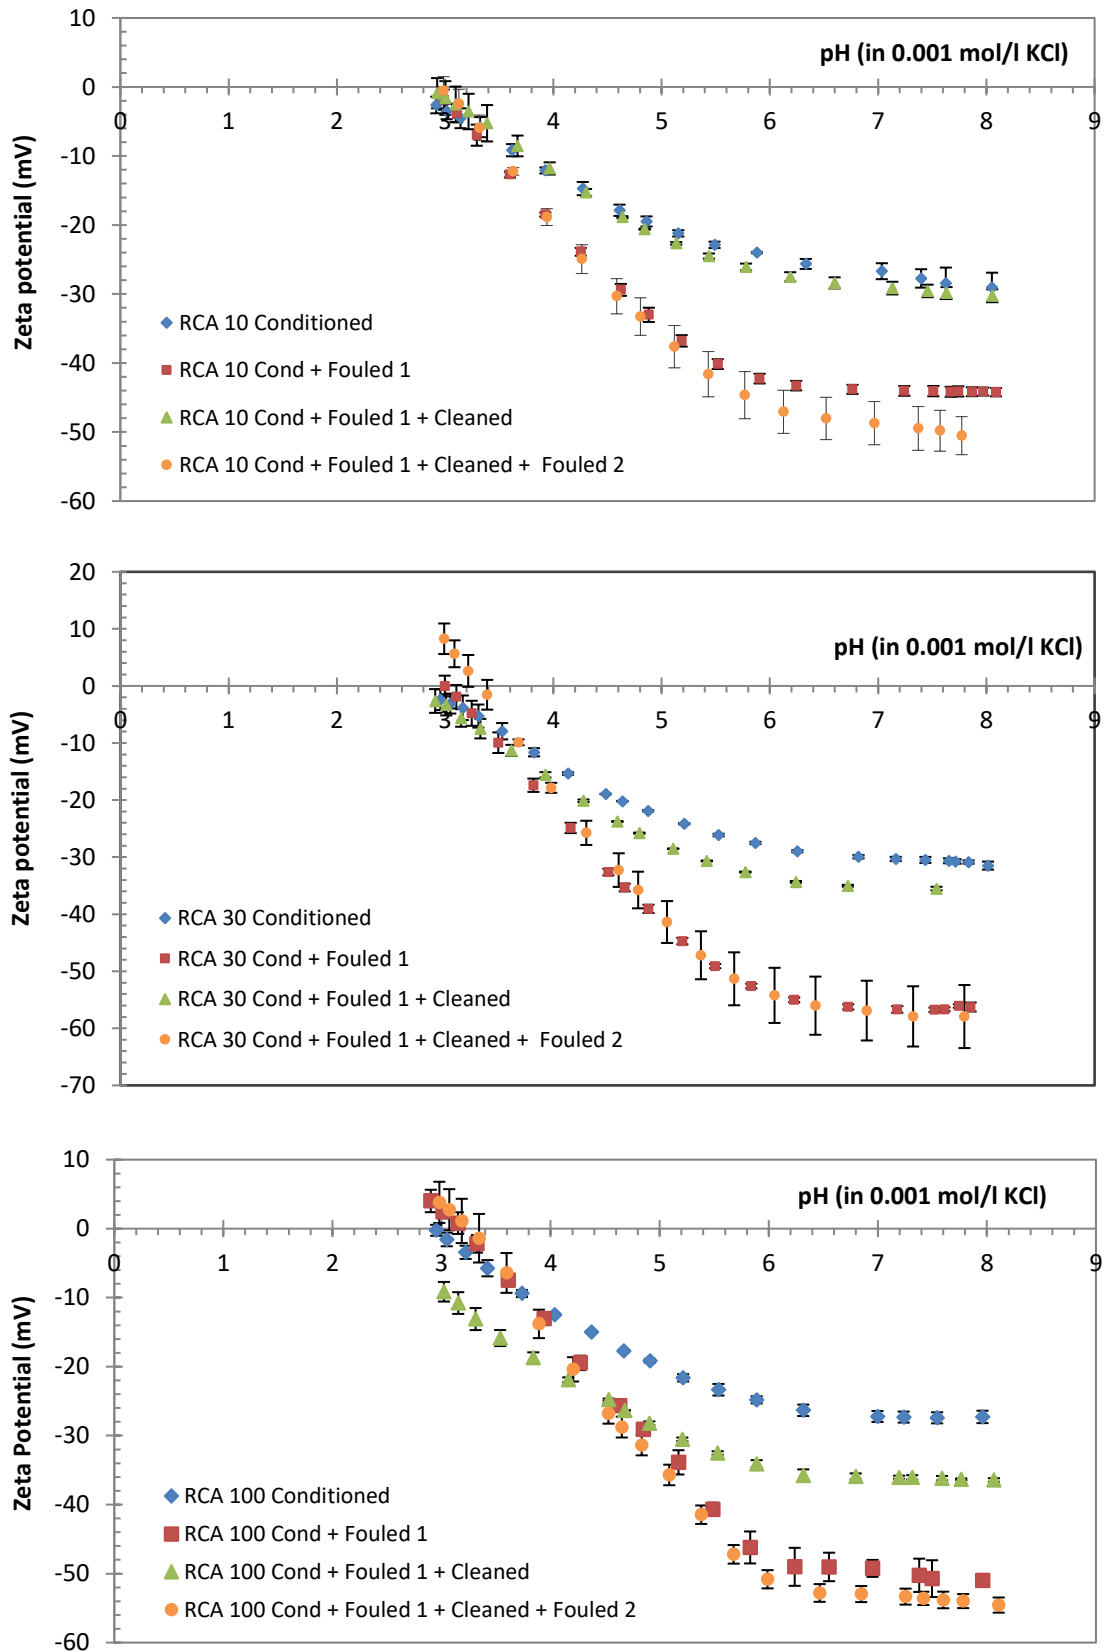 10
pH (in 0.001 mol/l KCl)
0
0 1 2 3 4 5 6 7 8 9
-10
-20
-30
-40
-50
-60
Zeta potential (mV)
RCA 10 Conditioned
RCA 10 Cond + Fouled 1
RCA 10 Cond + Fouled 1 + Cleaned
RCA 10 Cond + Fouled 1 + Cleaned + Fouled 2
20
10
pH (in 0.001 mol/l KCl)
0
0 1 2 3 4 5 6 7 8 9
-10
-20
-30
-40
-50
-60
-70
Zeta potential (mV)
RCA 30 Conditioned
RCA 30 Cond + Fouled 1
RCA 30 Cond + Fouled 1 + Cleaned
RCA 30 Cond + Fouled 1 + Cleaned + Fouled 2
10
pH (in 0.001 mol/l KCl)
0
0 1 2 3 4 5 6 7 8 9
-10
-20
-30
-40
-50
-60
Zeta Potential (mV)
RCA 100 Conditioned
RCA 100 Cond + Fouled 1
RCA 100 Cond + Fouled 1 + Cleaned
RCA 100 Cond + Fouled 1 + Cleaned + Fouled 2